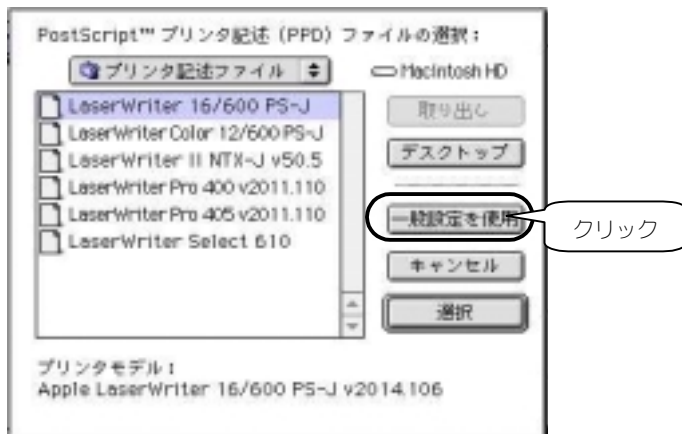 PostScript™ プリンタ記述（PPD）ファイルの選択：
プリンタ記述ファイル
Macintosh HD
LaserWriter 16/600 PS-J
LaserWriter Color 12/600 PS-J
LaserWriter II NTX-J v50.5
LaserWriter Pro 400 v2011.110
LaserWriter Pro 405 v2011.110
LaserWriter Select 610
取り出し
デスクトップ
一般設定を使用
クリック
キャンセル
選択
プリンタモデル：
Apple LaserWriter 16/600 PS-J v2014.106